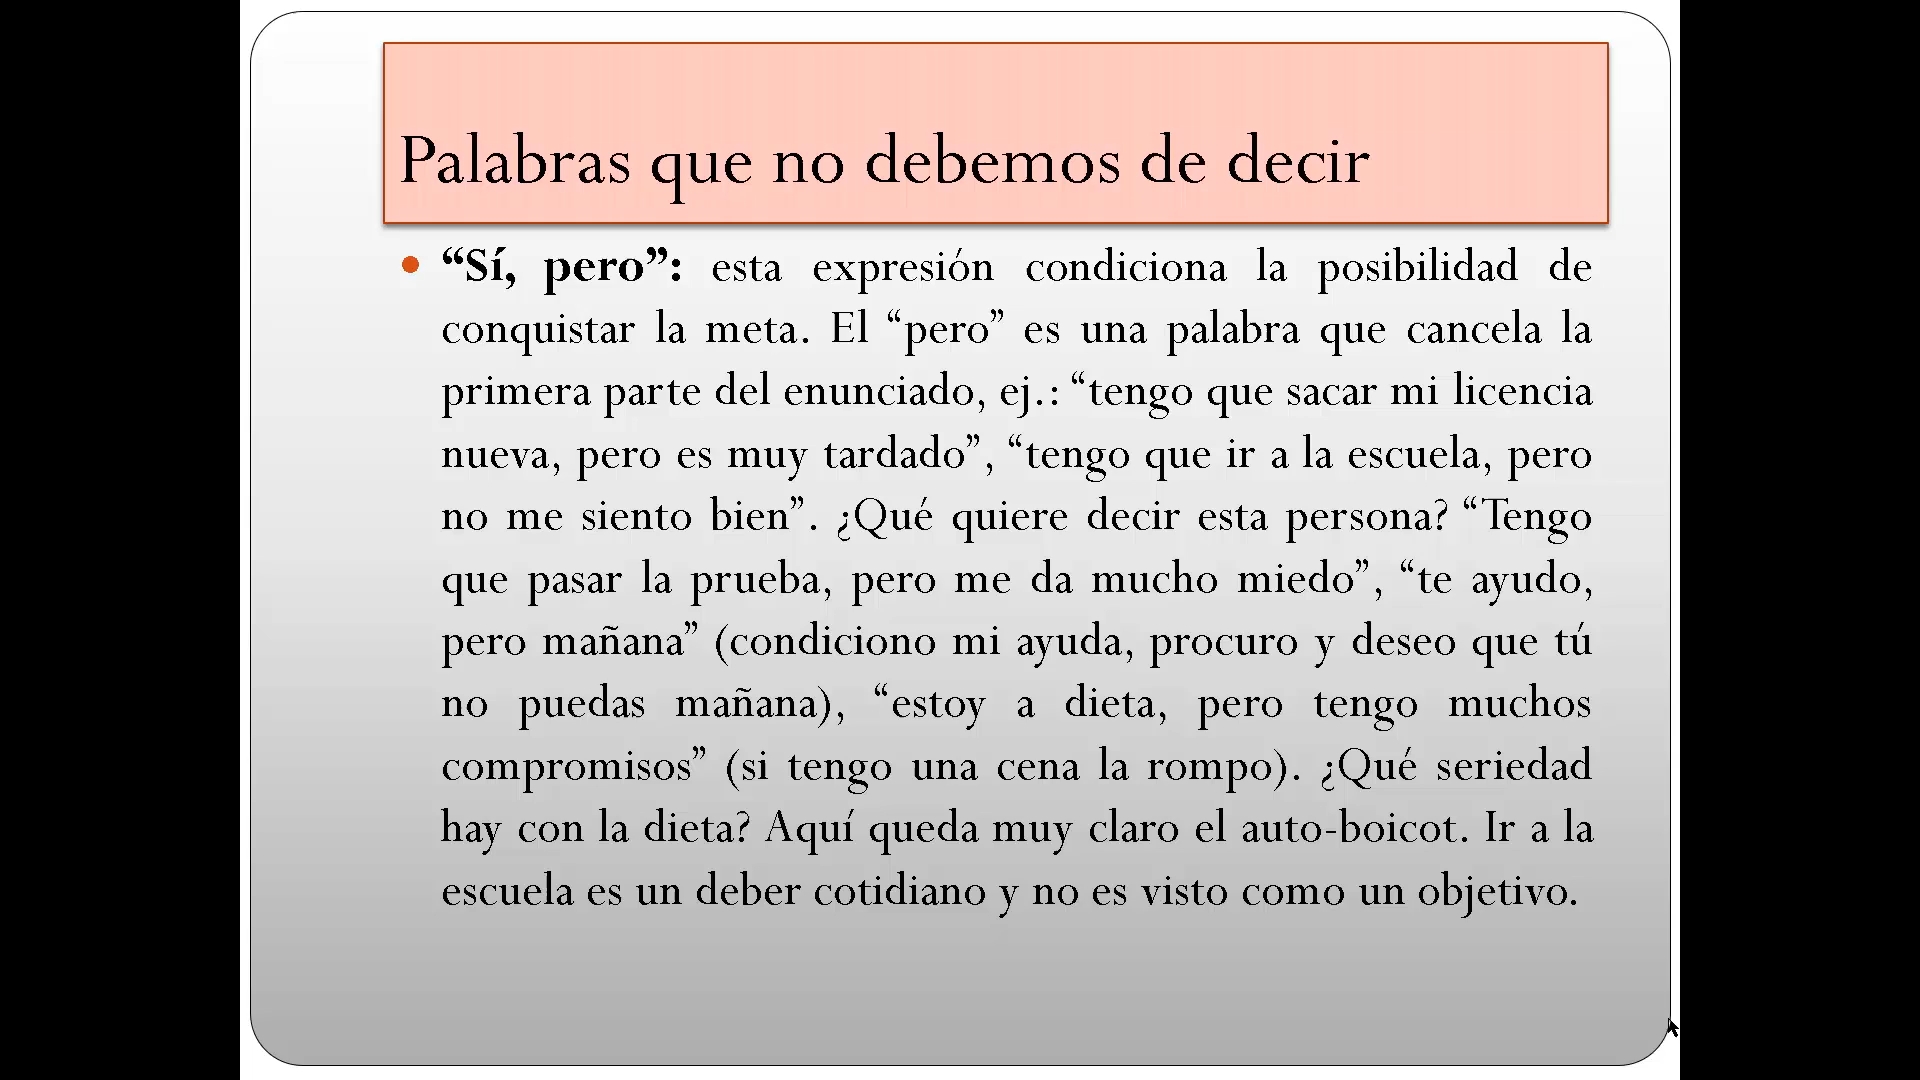 Palabras que no debemos de decir
• “Sí, pero”: esta expresión condiciona la posibilidad de
conquistar la meta. El “pero” es una palabra que cancela la
primera parte del enunciado, ej.: “tengo que sacar mi licencia
nueva, pero es muy tardado”, “tengo que ir a la escuela, pero
no me siento bien”. ¿Qué quiere decir esta persona? “Tengo
que pasar la prueba, pero me da mucho miedo”, “te ayudo,
pero mañana” (condiciono mi ayuda, procuro y deseo que tú
no puedas mañana), “estoy a dieta, pero tengo muchos
compromisos” (si tengo una cena la rompo). ¿Qué seriedad
hay con la dieta? Aquí queda muy claro el auto-boicot. Ir a la
escuela es un deber cotidiano y no es visto como un objetivo.